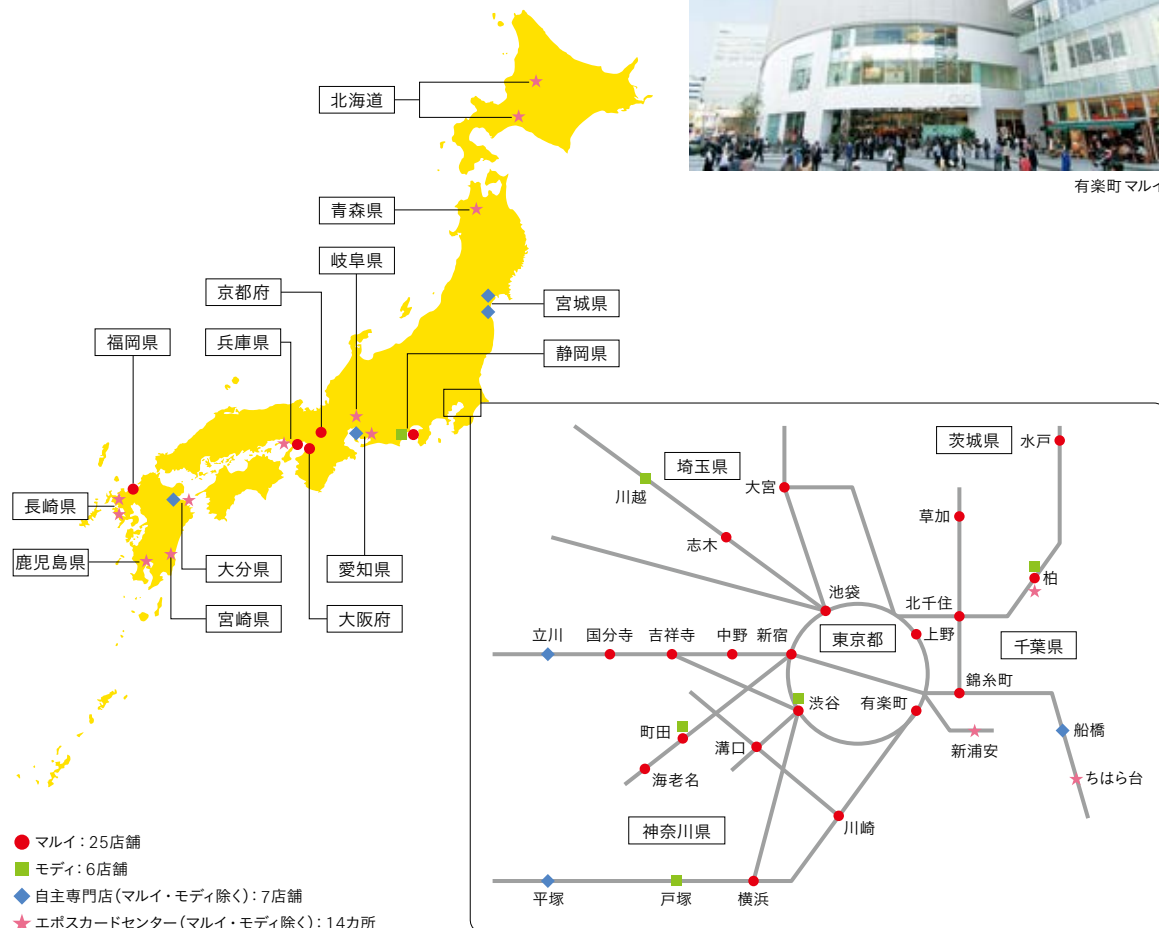 有楽町マルイ
北海道
青森県
岐阜県
京都府
宮城県
福岡県
兵庫県
静岡県
長崎県
鹿児島県
大分県
愛知県
宮崎県
大阪府
茨城県
水戸
埼玉県
大宮
川越
草加
志木
柏
池袋
北千住
上野
東京都
千葉県
立川
国分寺
吉祥寺
中野
新宿
錦糸町
渋谷
有楽町
町田
溝口
船橋
新浦安
海老名
ちはら台
神奈川県
川崎
平塚
戸塚
横浜
マルイ：25店舗
モディ：6店舗
自主専門店（マルイ・モディ除く）：7店舗
エポスカードセンター（マルイ・モディ除く）：14カ所